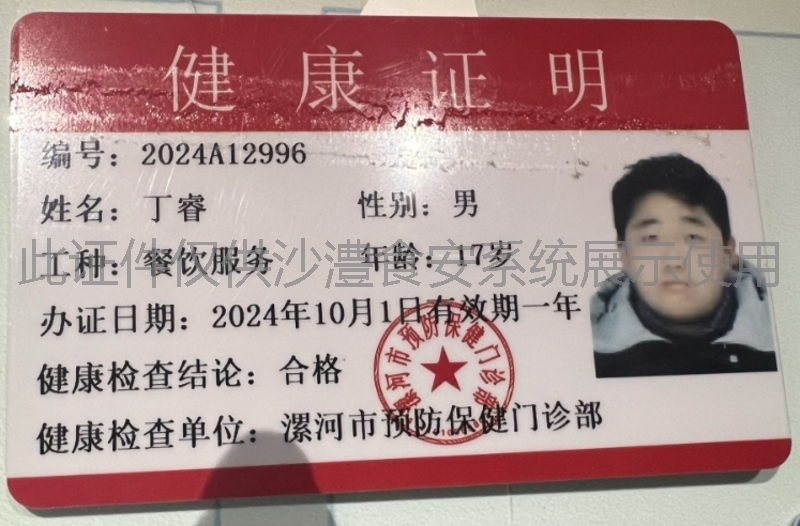 健康证明
编号：2024A12996
姓名：丁睿 性别：男
工种：餐饮服务 年龄：17岁
此证件仅供沙澧食安系统展示使用
办证日期：2024年10月1日有效期一年
健康检查结论：合格
健康检查单位：漯河市预防保健门诊部
漯河市预防保健门诊部